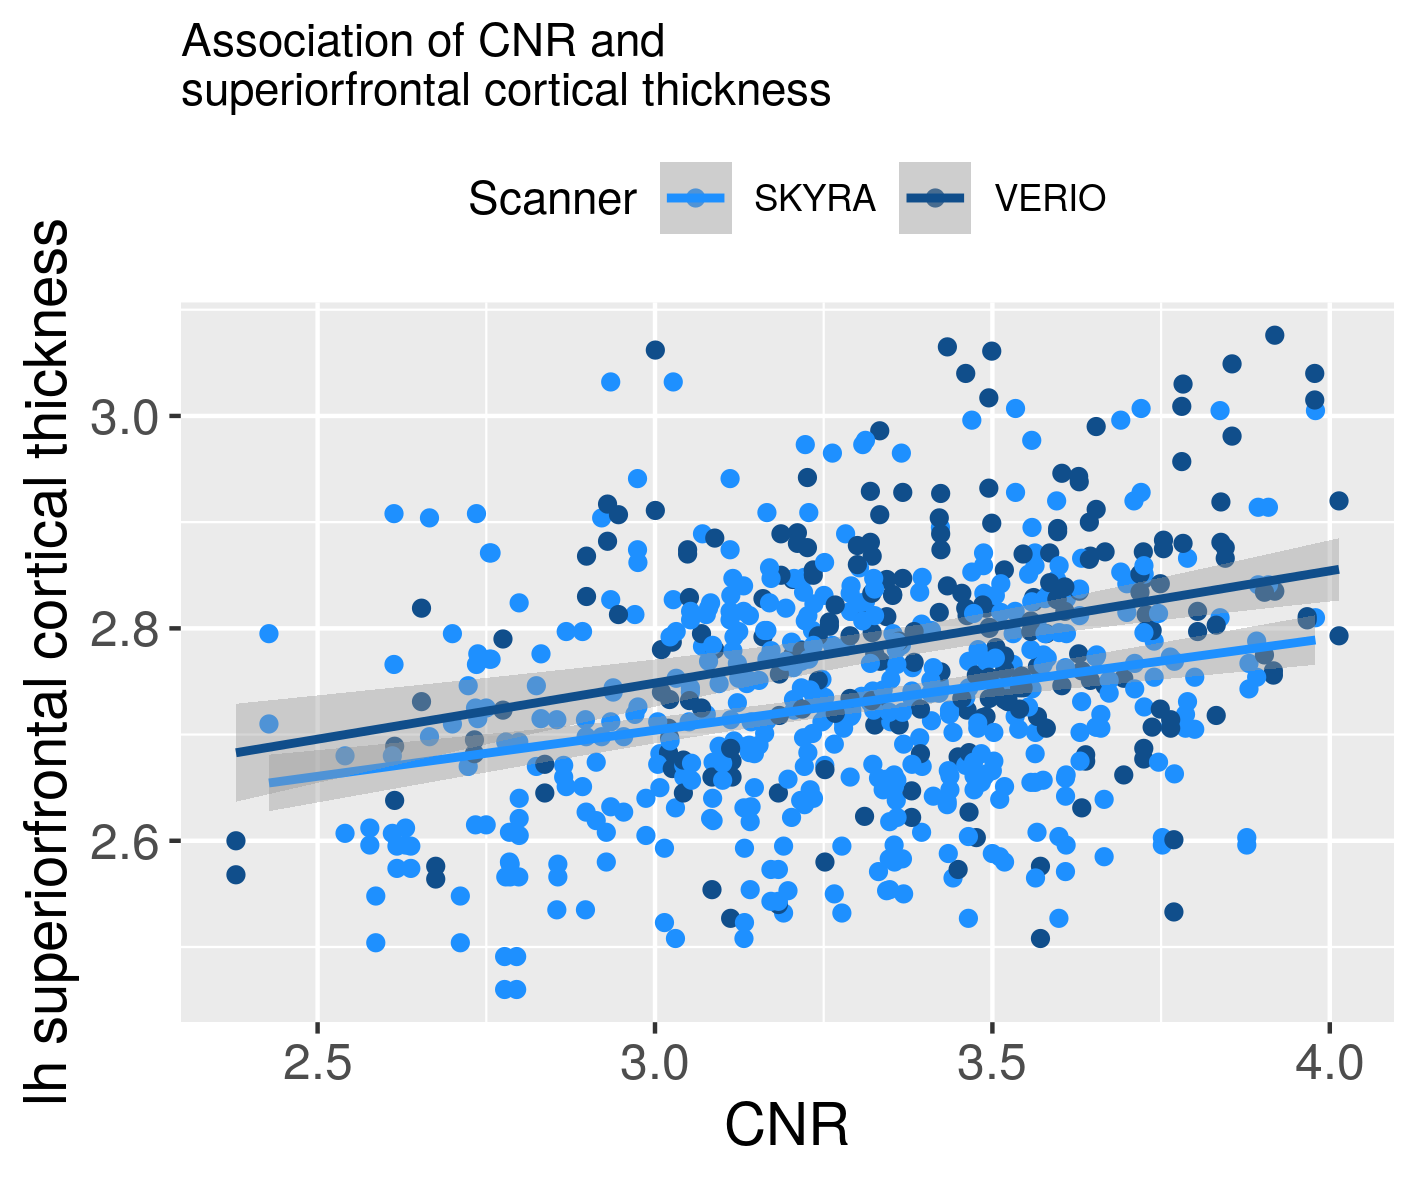 Association of CNR and
superiorfrontal cortical thickness
Scanner SKYRA VERIO
lh superiorfrontal cortical thickness
3.0
2.8
2.6
2.5 3.0 3.5 4.0
CNR